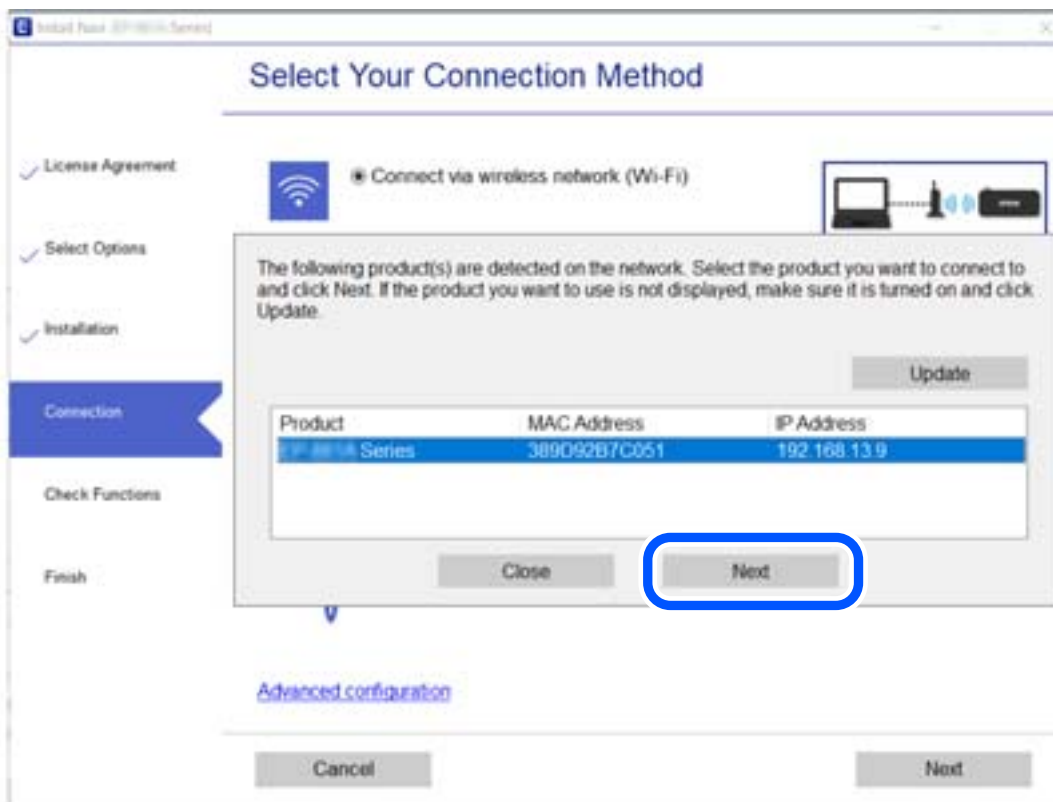 Select Your Connection Method
License Agreement
Select Options
Installation
Connection
Check Functions
Finish
Connect via wireless network (Wi-Fi)
The following product(s) are detected on the network. Select the product you want to connect to
and click Next. If the product you want to use is not displayed, make sure it is turned on and click
Update.
Update
Product MAC Address IP Address
Series 389D92B7C051 192.168.13.9
Close Next
Advanced configuration
Cancel Next